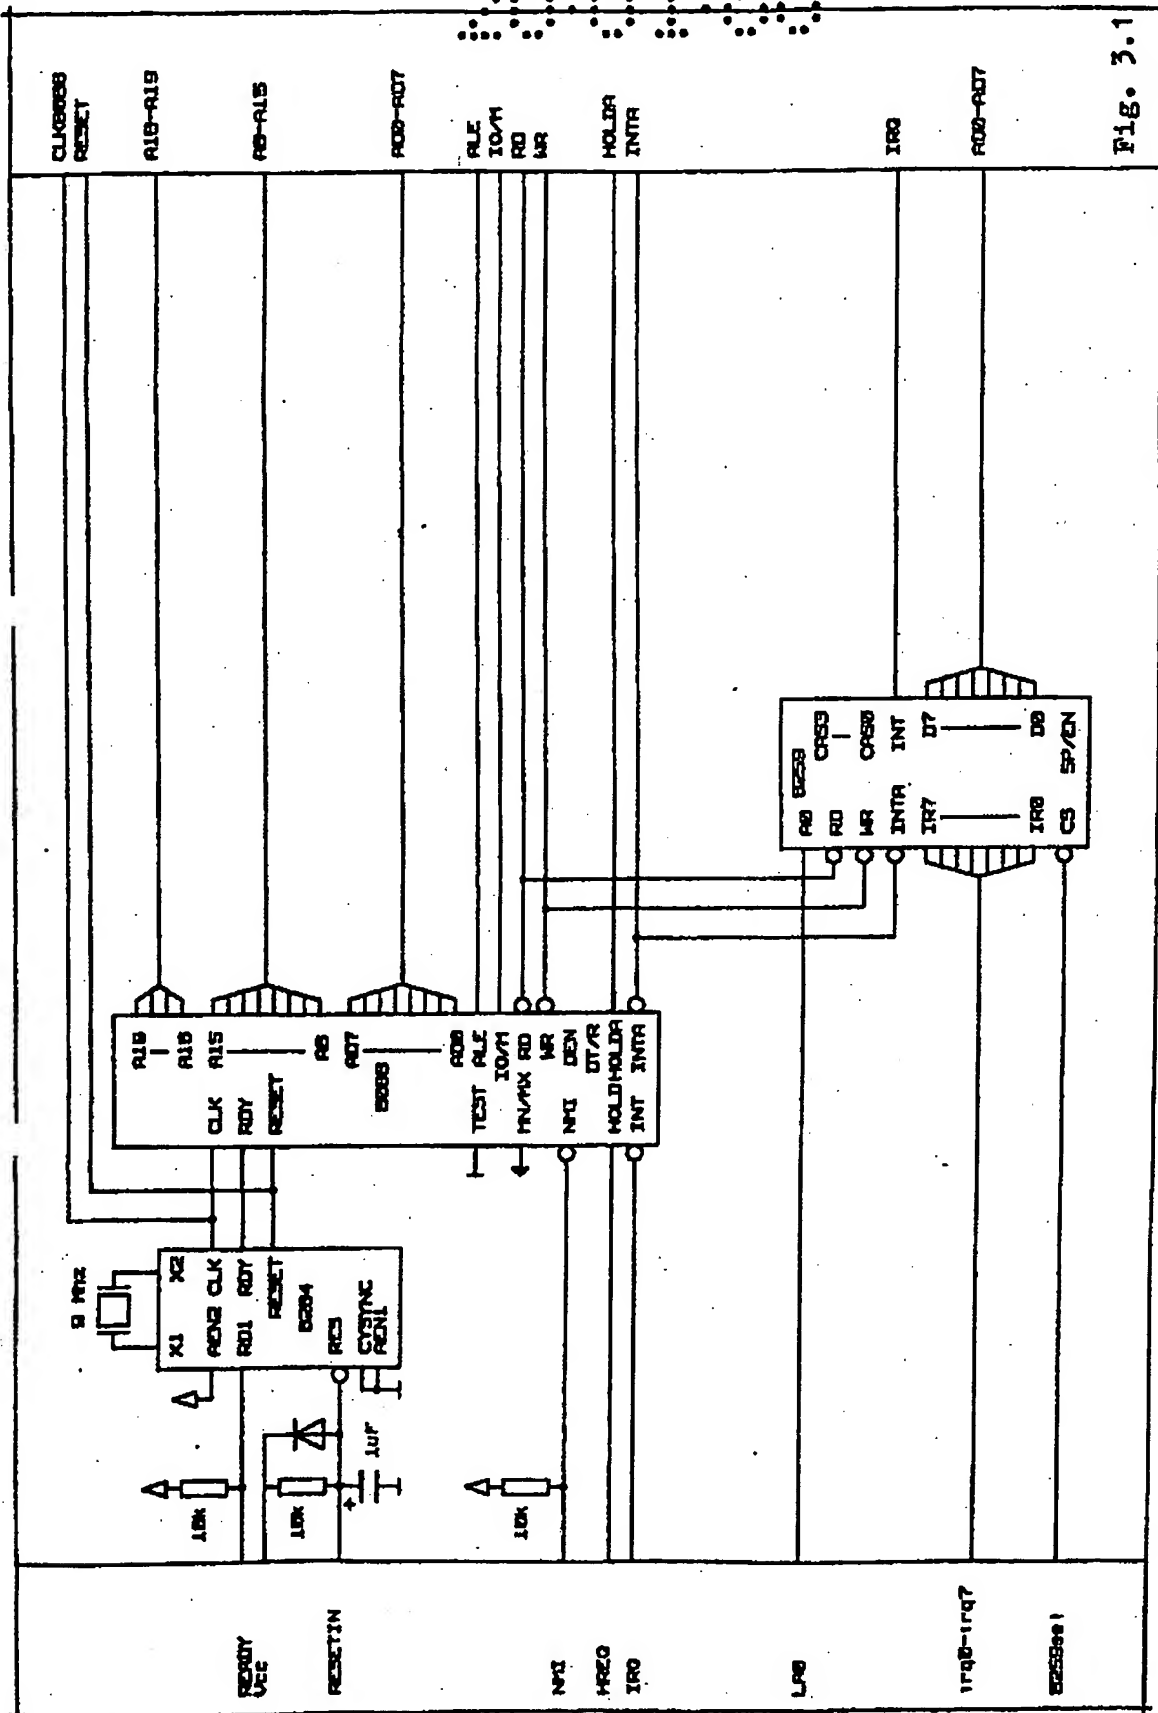 CLK8088
RESET
A18-A19
A8-A15
AD0-AD7
ALE
IO/M
RD
WR
HOLDA
INTA
IRQ
AD0-AD7
Fig. 3.1
A19
A16
A15
A8
AD7
AD0
8088
CLK
RDY
RESET
TEST ALE
IO/M
MN/MX RD
WR
NMI DEN
DT/R
HOLD HOLDA
INT INTA
8259
A0
CAS3
RD
CAS0
WR
INTA INT
IR7 D7
IR0 D0
CS SP/EN
X1 X2
AEN2 CLK
RD1 RDY
RESET
8284
RES
CYSYNC
AEN1
10K
10K
+
1uF
10K
READY
Vcc
RESETIN
NMI
HREQ
IRQ
LA0
irq0-irq7
8259sel